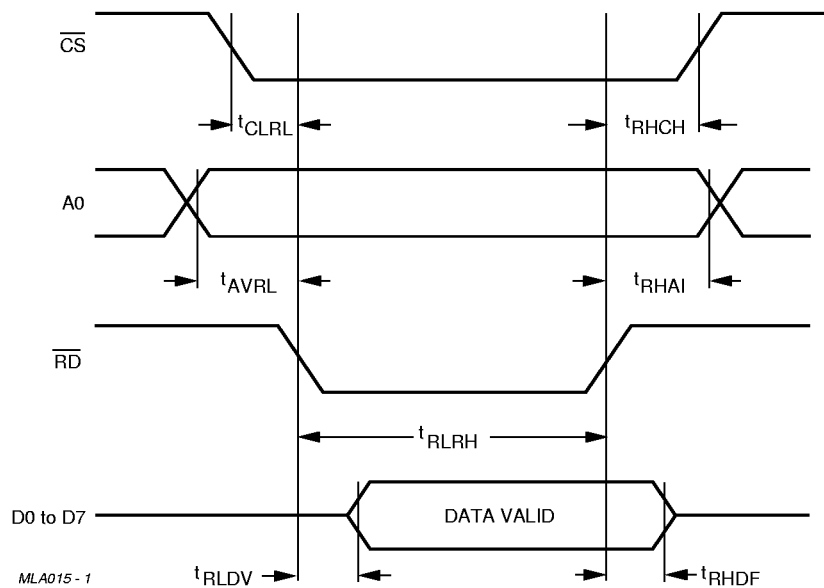 CS
tCLRL
tRHCH
A0
tAVRL
tRHAI
RD
tRLRH
D0 to D7
DATA VALID
tRLDV
tRHDF
MLA015 - 1